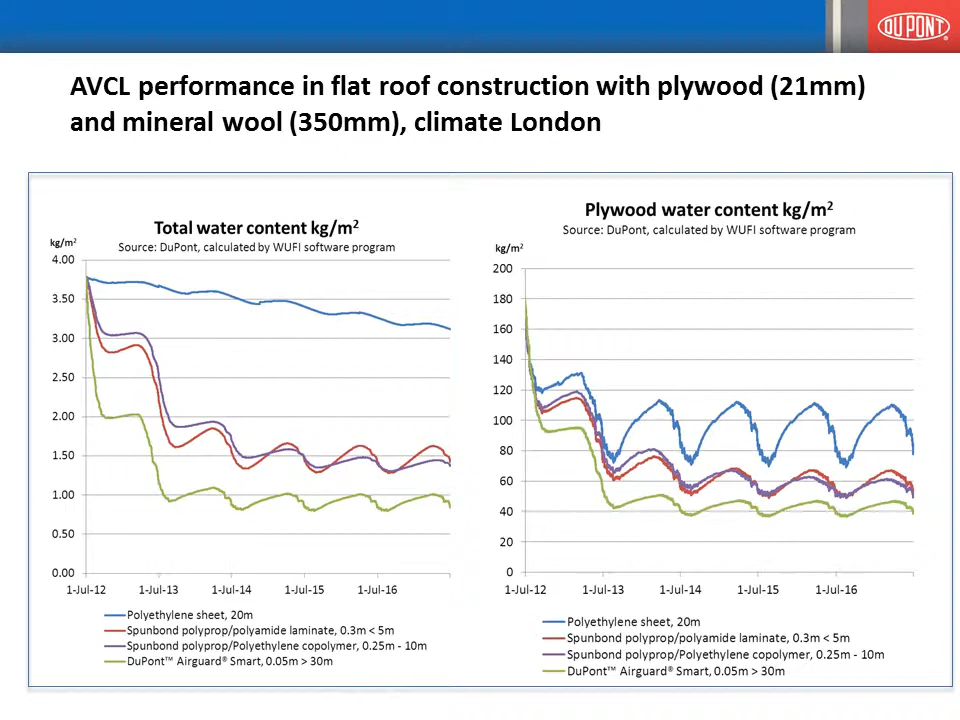 DUPONT®
AVCL performance in flat roof construction with plywood (21mm)
and mineral wool (350mm), climate London
Total water content kg/m²
Source: DuPont, calculated by WUFI software program
kg/m²
4.00
3.50
3.00
2.50
2.00
1.50
1.00
0.50
0.00
1-Jul-12 1-Jul-13 1-Jul-14 1-Jul-15 1-Jul-16
Polyethylene sheet, 20m
Spunbond polyprop/polyamide laminate, 0.3m < 5m
Spunbond polyprop/Polyethylene copolymer, 0.25m - 10m
DuPont™ Airguard® Smart, 0.05m > 30m
Plywood water content kg/m²
Source: DuPont, calculated by WUFI software program
kg/m²
200
180
160
140
120
100
80
60
40
20
0
1-Jul-12 1-Jul-13 1-Jul-14 1-Jul-15 1-Jul-16
Polyethylene sheet, 20m
Spunbond polyprop/polyamide laminate, 0.3m < 5m
Spunbond polyprop/Polyethylene copolymer, 0.25m - 10m
DuPont™ Airguard® Smart, 0.05m > 30m